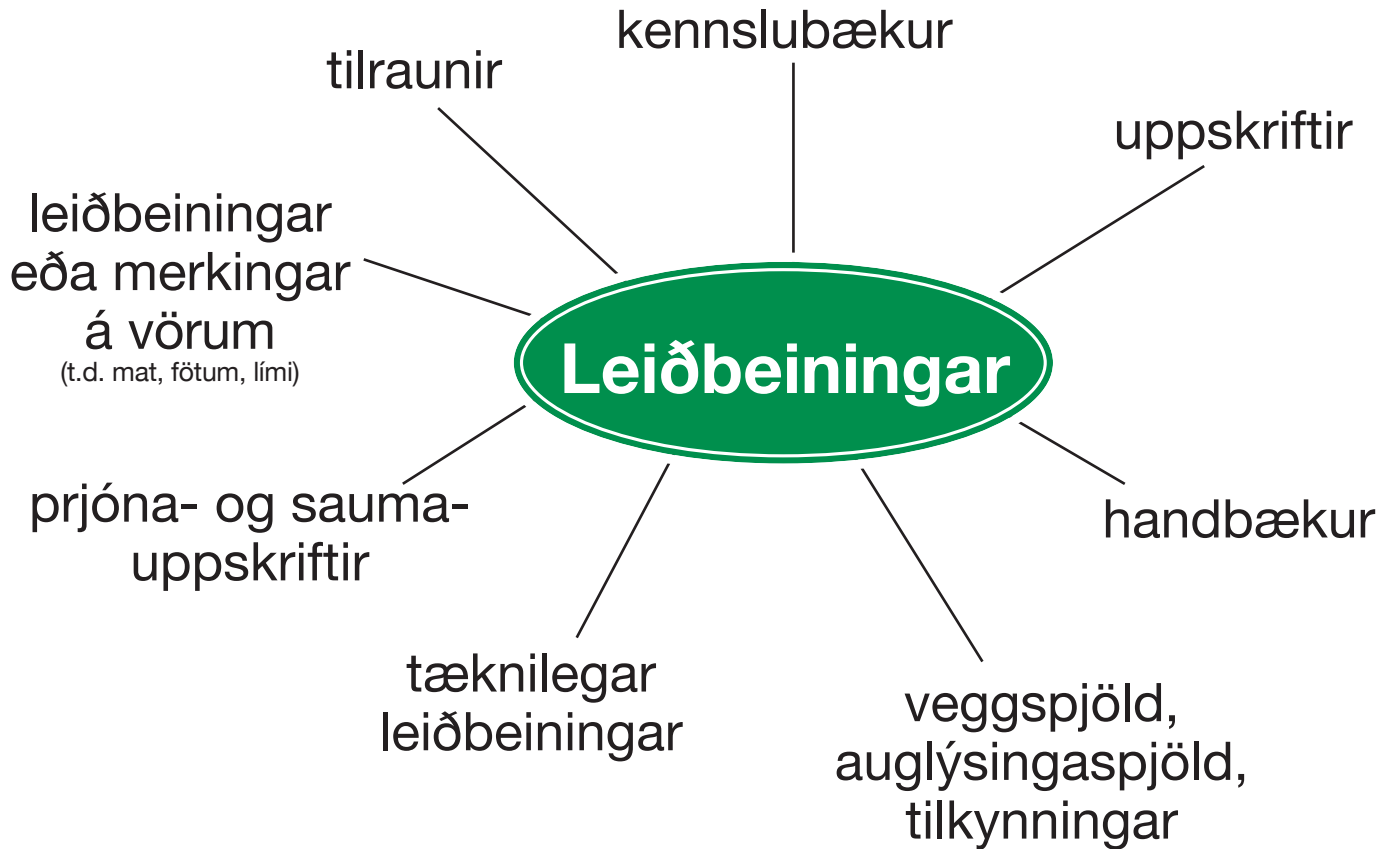 kennslubækur
tilraunir
uppskriftir
leiðbeiningar
eða merkingar
á vörum
(t.d. mat, fötum, lími)
Leiðbeiningar
prjóna- og sauma-
uppskriftir
handbækur
tæknilegar
leiðbeiningar
veggspjöld,
auglýsingaspjöld,
tilkynningar